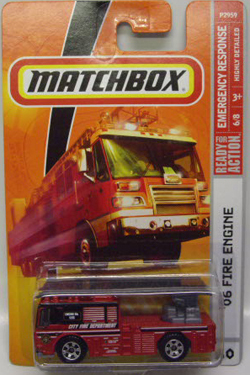 P2959
MATCHBOX
EMERGENCY RESPONSE
HIGHLY DETAILED
READY FOR ACTION
6/8
3+
06 FIRE ENGINE
CITY FIRE DEPARTMENT